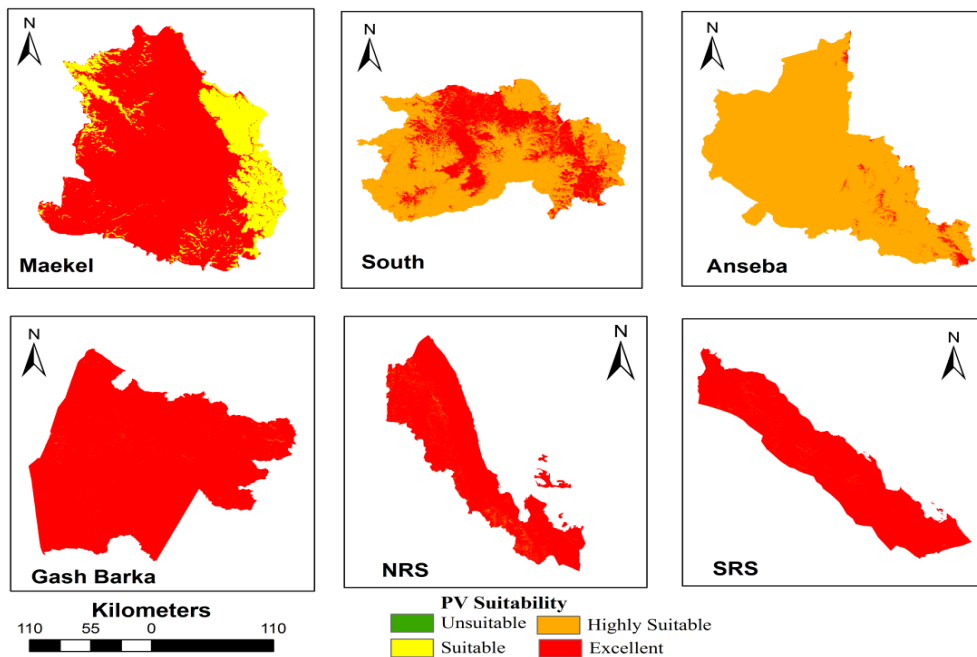 N
N
N
Maekel
South
Anseba
N
N
N
Gash Barka
NRS
SRS
Kilometers
110 55 0 110
PV Suitability
Unsuitable
Highly Suitable
Suitable
Excellent